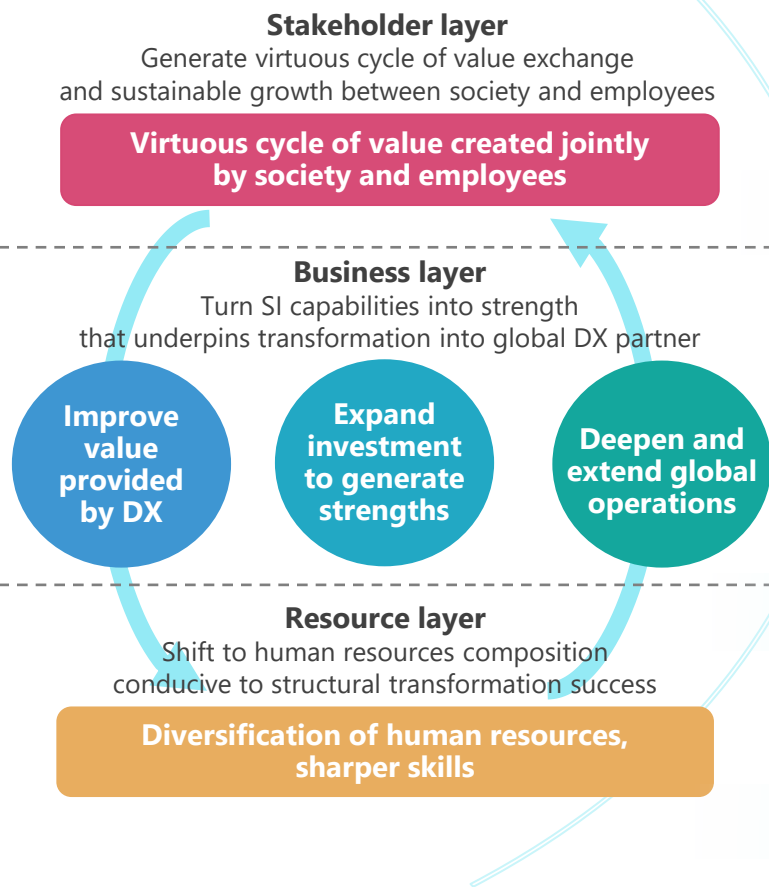 Stakeholder layer
Generate virtuous cycle of value exchange
and sustainable growth between society and employees
Virtuous cycle of value created jointly
by society and employees
Business layer
Turn SI capabilities into strength
that underpins transformation into global DX partner
Improve
value
provided
by DX
Expand
investment
to generate
strengths
Deepen and
extend global
operations
Resource layer
Shift to human resources composition
conducive to structural transformation success
Diversification of human resources,
sharper skills